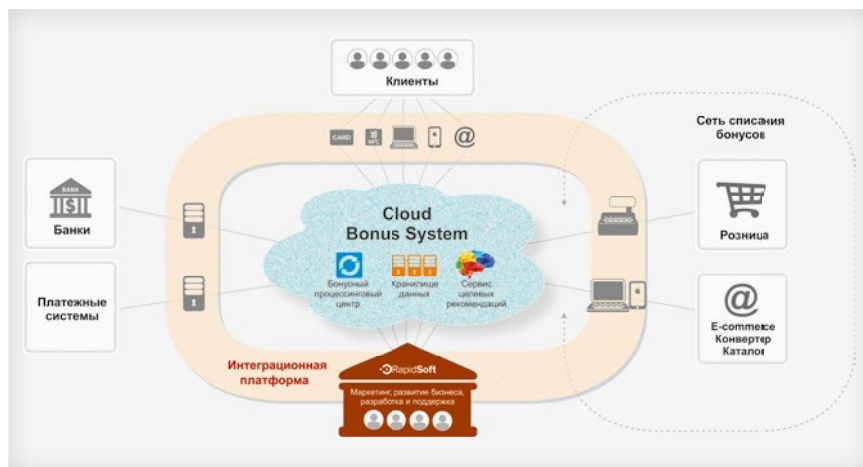 Клиенты
CARD
NFC
@
Сеть списания
бонусов
BANK
$
Банки
Платежные
системы
Cloud
Bonus System
Бонусный
процессинговый
центр
Кранилище
данных
Сервис
целевых
рекомендаций
Розница
@
E-commerce
Конвертер
Каталог
Интеграционная
платформа
RapidSoft
Маркетинг, развитие бизнеса,
разработка и поддержка